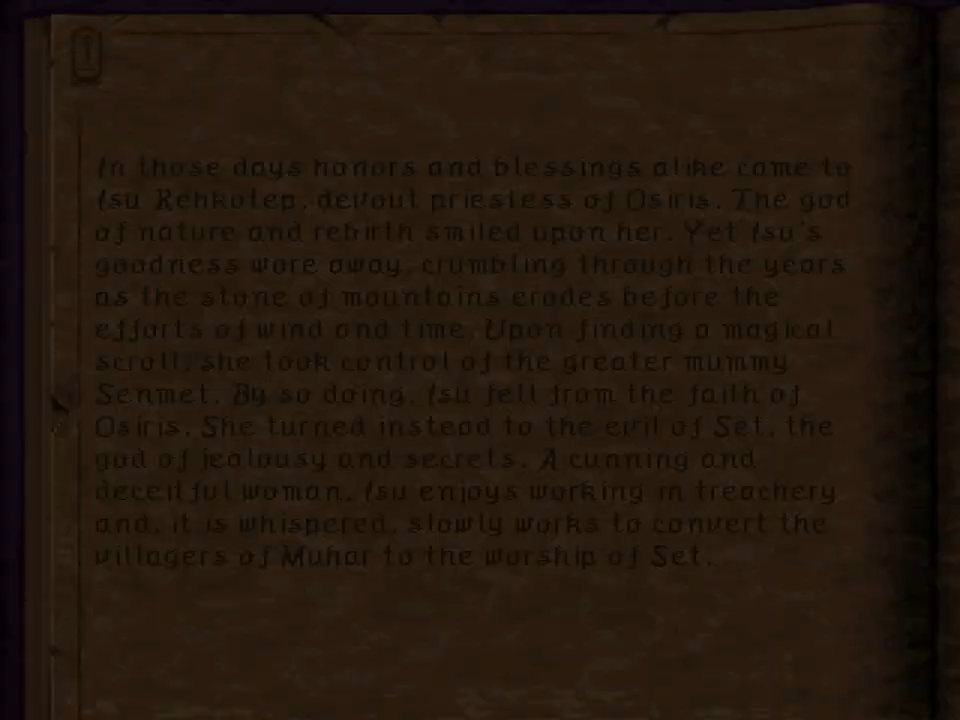 In those days honors and blessings alike came to
Isu Rehkotep, devout priestess of Osiris. The god
of nature and rebirth smiled upon her. Yet Isu's
goodness wore away, crumbling through the years
as the stone of mountains erodes before the
efforts of wind and time. Upon finding a magical
scroll, she took control of the greater mummy
Senmet. By so doing, Isu fell from the faith of
Osiris. She turned instead to the evil of Set, the
god of jealousy and secrets. A cunning and
deceitful woman, Isu enjoys working in treachery
and, it is whispered, slowly works to convert the
villagers of Muhar to the worship of Set.